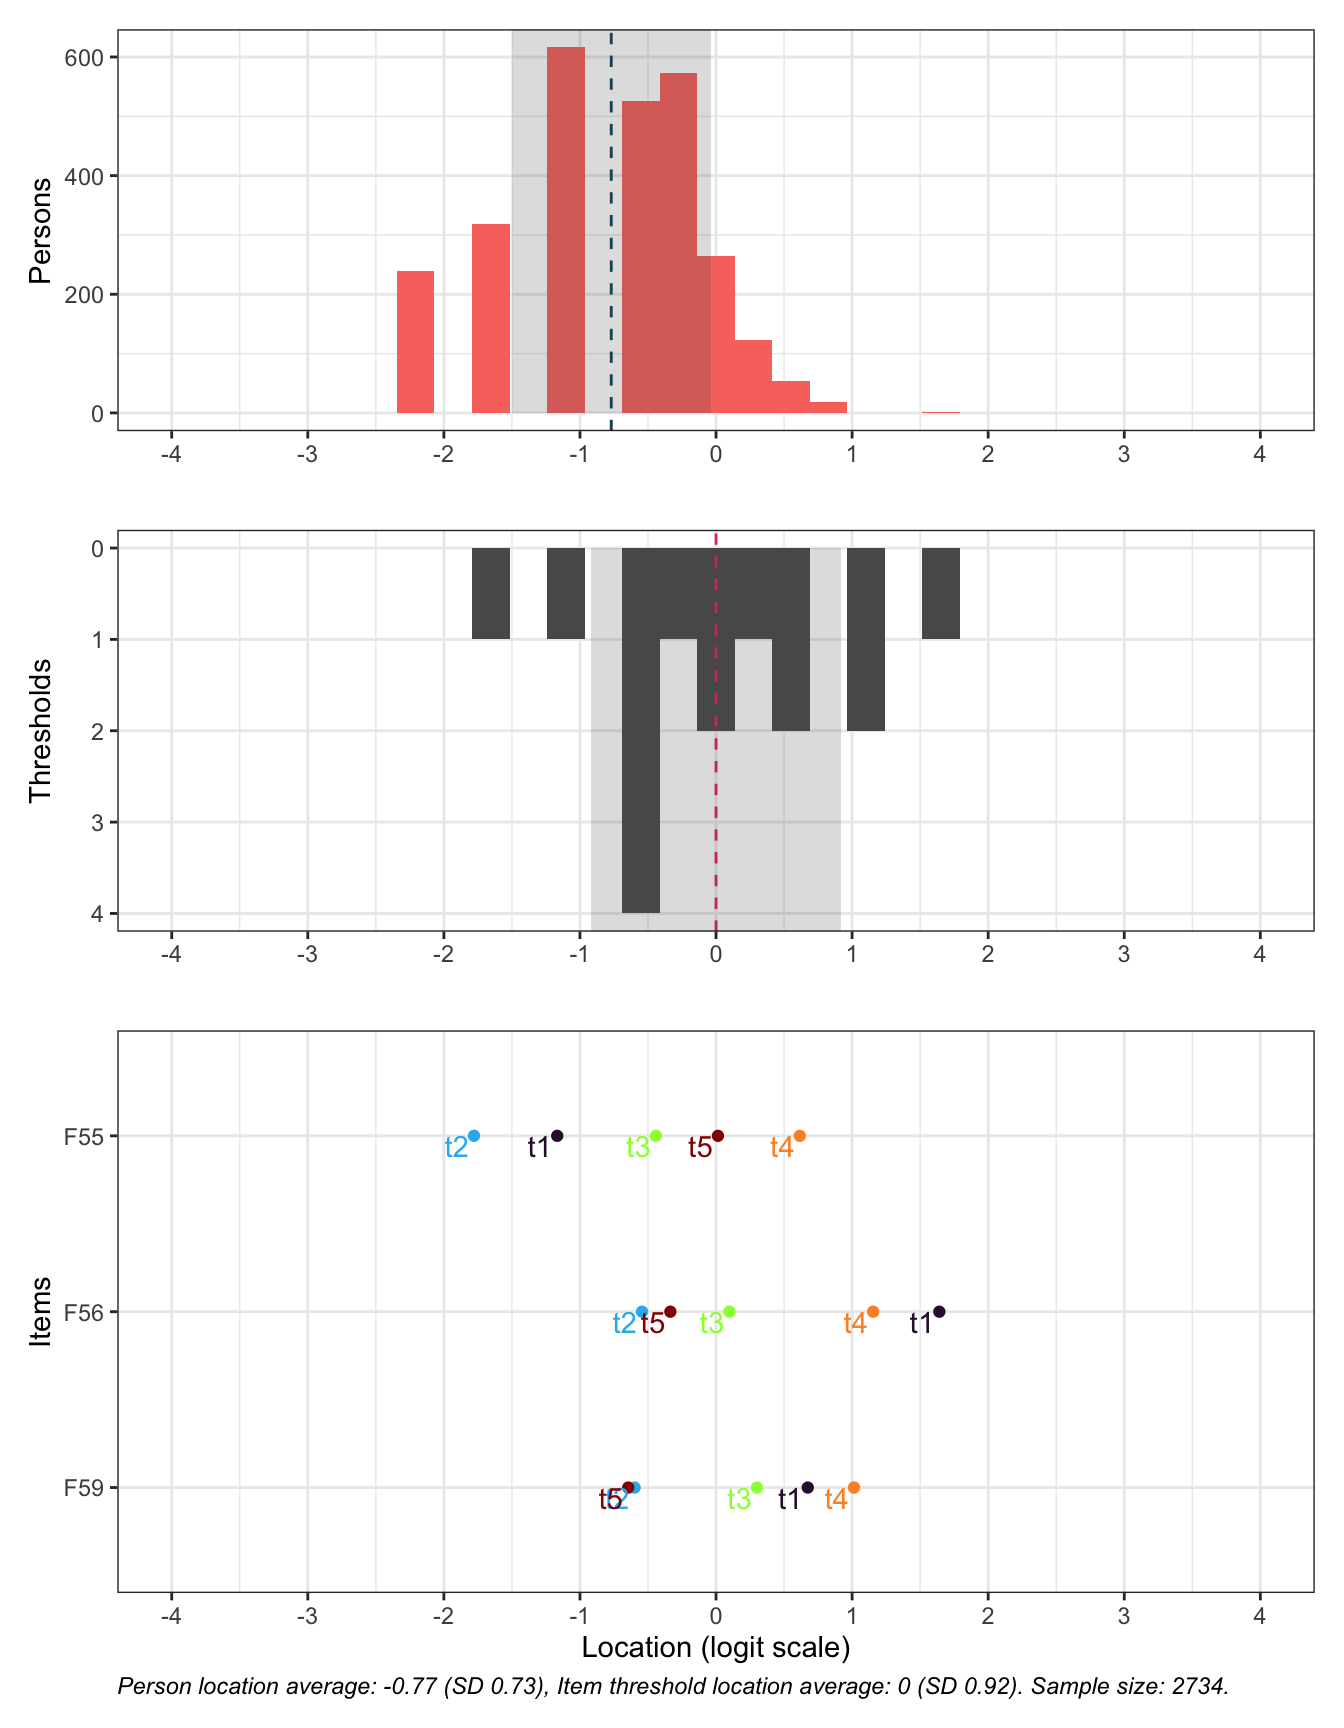 Persons
600
400
200
0
-4 -3 -2 -1 0 1 2 3 4
Thresholds
0
1
2
3
4
-4 -3 -2 -1 0 1 2 3 4
Items
F55
t2 t1 t3 t5 t4
F56
t2 t5 t3 t4 t1
F59
t5 t2 t3 t1 t4
-4 -3 -2 -1 0 1 2 3 4
Location (logit scale)
Person location average: -0.77 (SD 0.73), Item threshold location average: 0 (SD 0.92). Sample size: 2734.